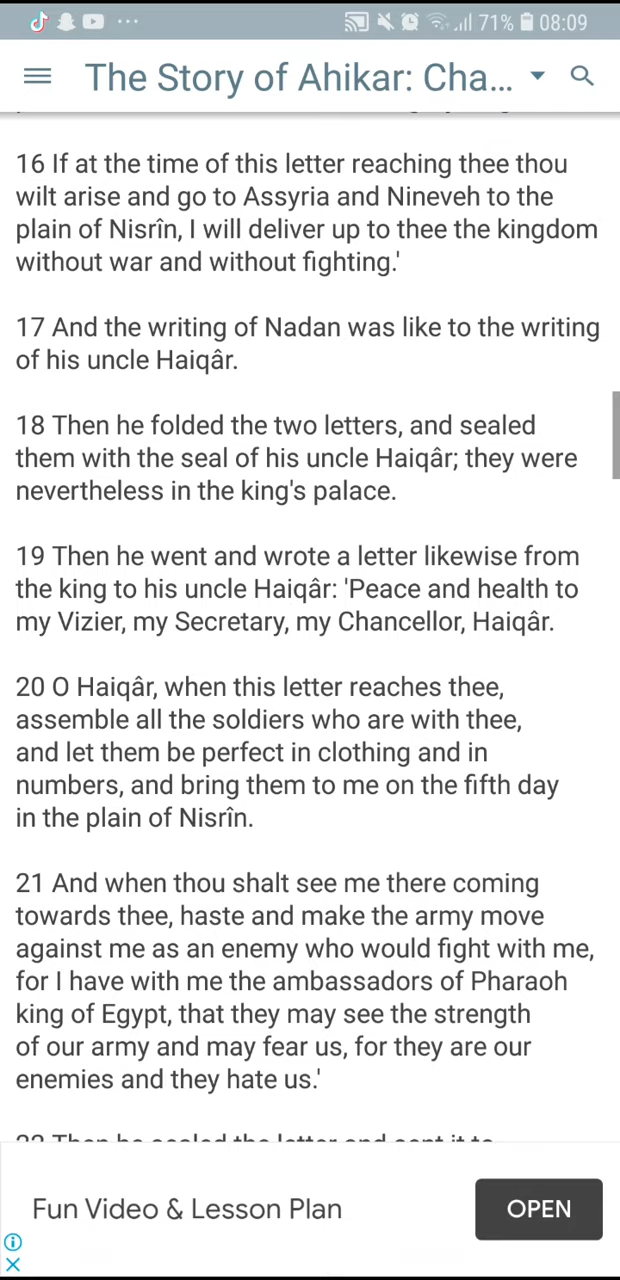 71% 08:09
The Story of Ahikar: Cha...
16 If at the time of this letter reaching thee thou
wilt arise and go to Assyria and Nineveh to the
plain of Nisrîn, I will deliver up to thee the kingdom
without war and without fighting.'
17 And the writing of Nadan was like to the writing
of his uncle Haiqâr.
18 Then he folded the two letters, and sealed
them with the seal of his uncle Haiqâr; they were
nevertheless in the king's palace.
19 Then he went and wrote a letter likewise from
the king to his uncle Haiqâr: 'Peace and health to
my Vizier, my Secretary, my Chancellor, Haiqâr.
20 O Haiqâr, when this letter reaches thee,
assemble all the soldiers who are with thee,
and let them be perfect in clothing and in
numbers, and bring them to me on the fifth day
in the plain of Nisrîn.
21 And when thou shalt see me there coming
towards thee, haste and make the army move
against me as an enemy who would fight with me,
for I have with me the ambassadors of Pharaoh
king of Egypt, that they may see the strength
of our army and may fear us, for they are our
enemies and they hate us.'
22 Then he sealed the letter and sent it to
Fun Video & Lesson Plan
OPEN